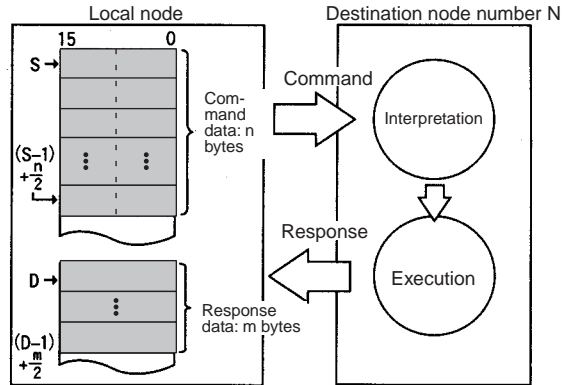 Local node
Destination node number N
15 0
S
Com-
mand
data: n
bytes
(S-1)
+n/2
Command
Interpretation
Response
Execution
D
Response
data: m bytes
(D-1)
+m/2